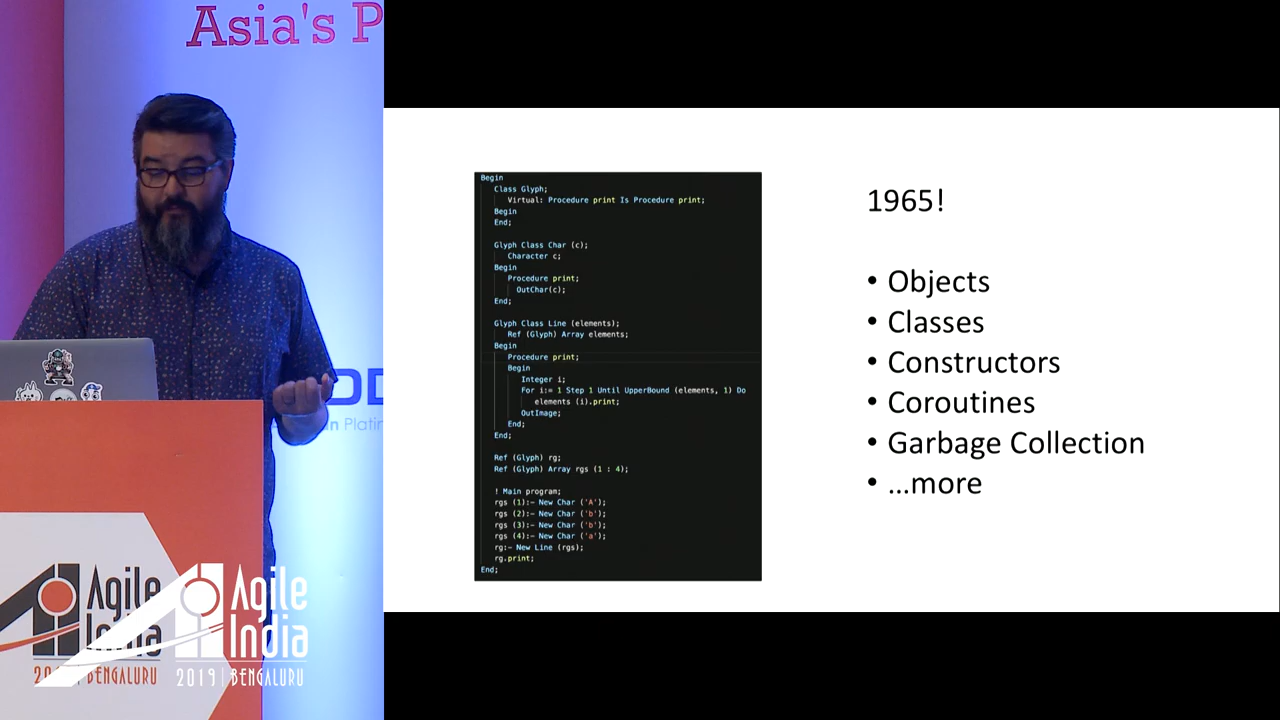 Asia's P
Begin
Class Glyph;
Virtual: Procedure print Is Procedure print;
Begin
End;
Glyph Class Char (c);
Character c;
Begin
Procedure print;
OutChar(c);
End;
Glyph Class Line (elements);
Ref (Glyph) Array elements;
Begin
Procedure print;
Begin
Integer i;
For i:= 1 Step 1 Until UpperBound (elements, 1) Do
elements (i).print;
OutImage;
End;
End;
Ref (Glyph) rg;
Ref (Glyph) Array rgs (1 : 4);
! Main program;
rgs (1):- New Char ('A');
rgs (2):- New Char ('b');
rgs (3):- New Char ('b');
rgs (4):- New Char ('a');
rg:- New Line (rgs);
rg.print;
End;
1965!
• Objects
• Classes
• Constructors
• Coroutines
• Garbage Collection
• ...more
Agile
India
BENGALURU
Agile
India
2019 | BENGALURU